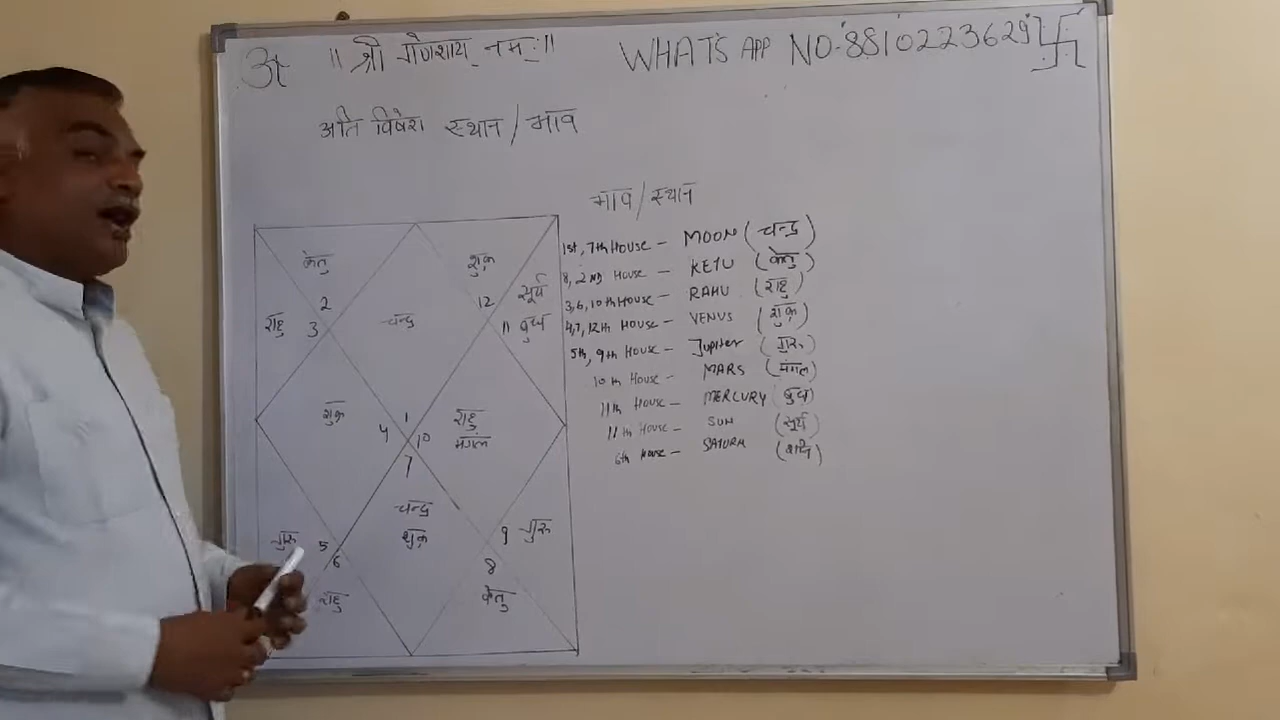 ॐ ॥ श्री गणेशाय नमः ॥ WHAT'S APP NO-8810223629 卐
अति विषेश स्थान / भाव
भाव / स्थान
1st, 7th House - MOON (चन्द्र)
8, 2nd House - KETU (केतु)
3,6,10th House - RAHU (राहु)
4,7,12th House - VENUS (शुक्र)
5th, 9th House - Jupiter (गुरु)
10th House - MARS (मंगल)
11th House - MERCURY (बुध)
11th House - SUN (सूर्य)
6th House - SATURN (शनि)
केतु शुक्र
2 12 सूर्य
राहु 3 चन्द्र 11 बुध
शुक्र 1 राहु
4 10 मंगल
7
चन्द्र
गुरु 5 शुक्र 9 गुरु
6 8
राहु केतु